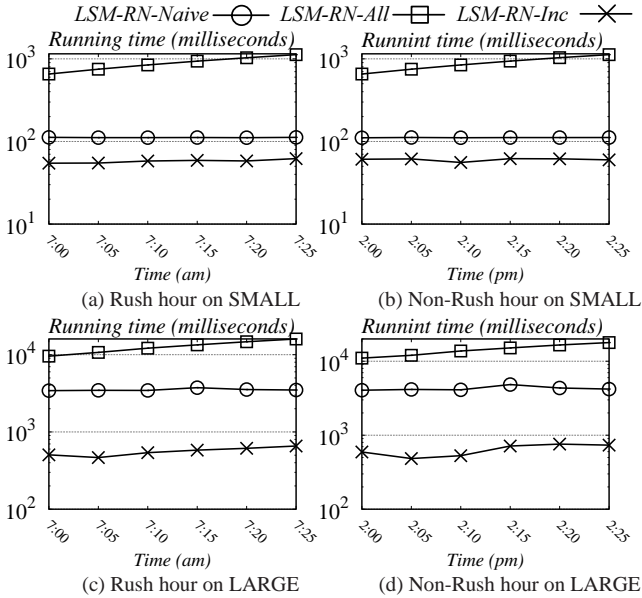 LSM-RN-Naive LSM-RN-All LSM-RN-Inc
Running time (milliseconds)
10^3
10^2
10^1
7:00 7:05 7:10 7:15 7:20 7:25
Time (am)
(a) Rush hour on SMALL
Runnint time (milliseconds)
10^3
10^2
10^1
2:00 2:05 2:10 2:15 2:20 2:25
Time (pm)
(b) Non-Rush hour on SMALL
Running time (milliseconds)
10^4
10^3
10^2
7:00 7:05 7:10 7:15 7:20 7:25
Time (am)
(c) Rush hour on LARGE
Runnint time (milliseconds)
10^4
10^3
10^2
2:00 2:05 2:10 2:15 2:20 2:25
Time (pm)
(d) Non-Rush hour on LARGE